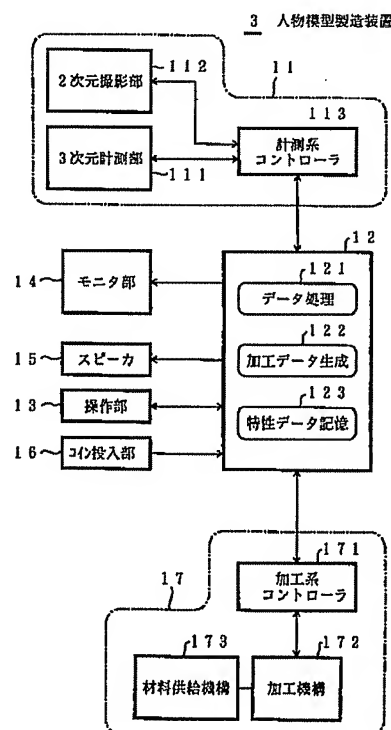 3 人物模型製造装置
112
11
2次元撮影部
113
3次元計測部
計測系
コントローラ
111
12
14
モニタ部
121
データ処理
15
スピーカ
122
加工データ生成
13
操作部
123
特性データ記憶
16
コイン投入部
171
17
加工系
コントローラ
173
172
材料供給機構
加工機構